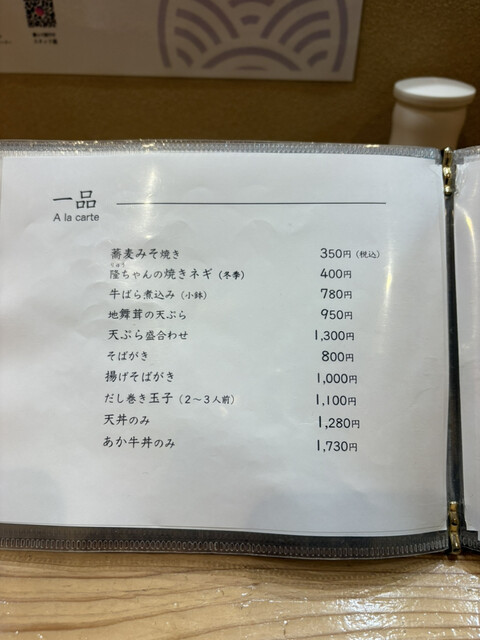 一品
A la carte
蕎麦みそ焼き 350円（税込）
りゅう
隆ちゃんの焼きネギ（冬季） 400円
牛ばら煮込み（小鉢） 780円
地舞茸の天ぷら 950円
天ぷら盛合わせ 1,300円
そばがき 800円
揚げそばがき 1,000円
だし巻き玉子（2～3人前） 1,100円
天丼のみ 1,280円
あか牛丼のみ 1,730円